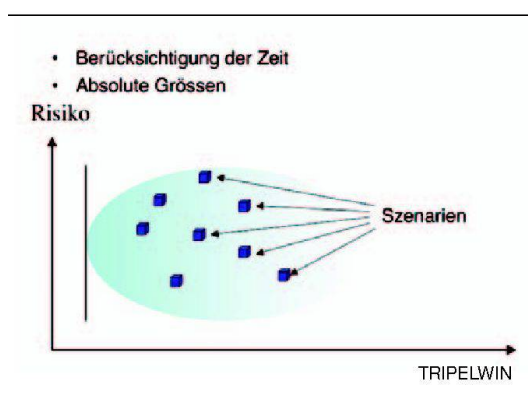 • Berücksichtigung der Zeit
• Absolute Grössen
Risiko
Szenarien
TRIPELWIN